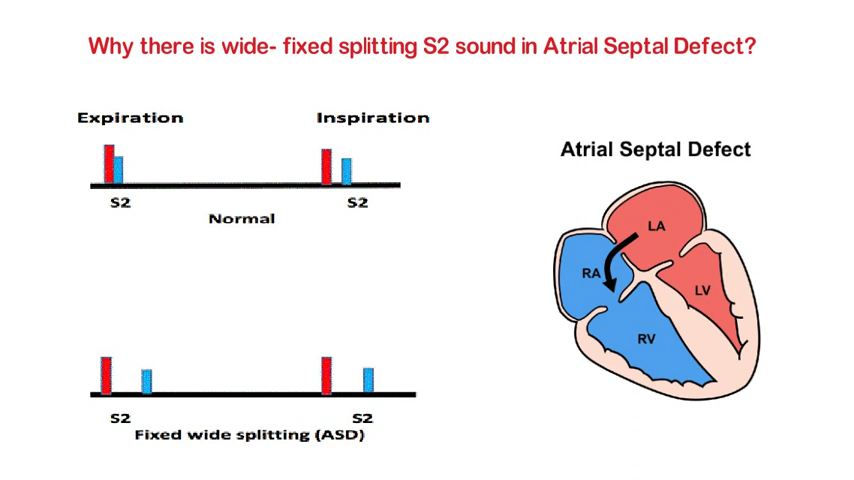 Why there is wide- fixed splitting S2 sound in Atrial Septal Defect?
Expiration
Inspiration
S2
S2
Normal
S2
S2
Fixed wide splitting (ASD)
Atrial Septal Defect
LA
RA
LV
RV